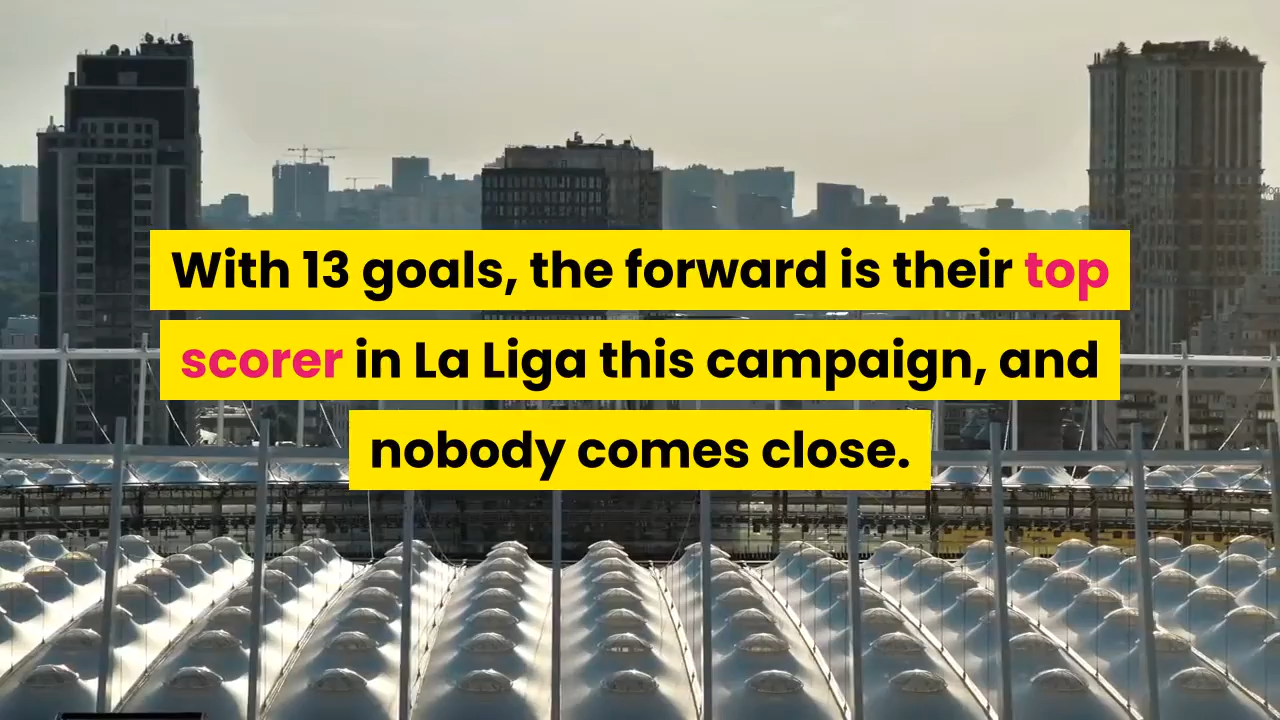 With 13 goals, the forward is their top
scorer in La Liga this campaign, and
nobody comes close.